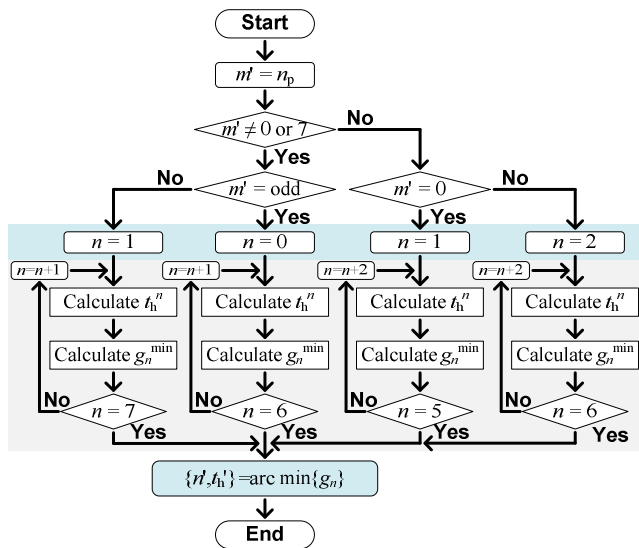 Start
m' = nₚ
m' ≠ 0 or 7
No
Yes
No
m' = odd
m' = 0
No
Yes
Yes
n = 1
n = 0
n = 1
n = 2
n=n+1
n=n+1
n=n+2
n=n+2
Calculate tₕⁿ
Calculate tₕⁿ
Calculate tₕⁿ
Calculate tₕⁿ
Calculate gₙᵐⁱⁿ
Calculate gₙᵐⁱⁿ
Calculate gₙᵐⁱⁿ
Calculate gₙᵐⁱⁿ
No
No
No
No
n = 7
n = 6
n = 5
n = 6
Yes
Yes
Yes
Yes
{n',tₕ'}=arc min{gₙ}
End